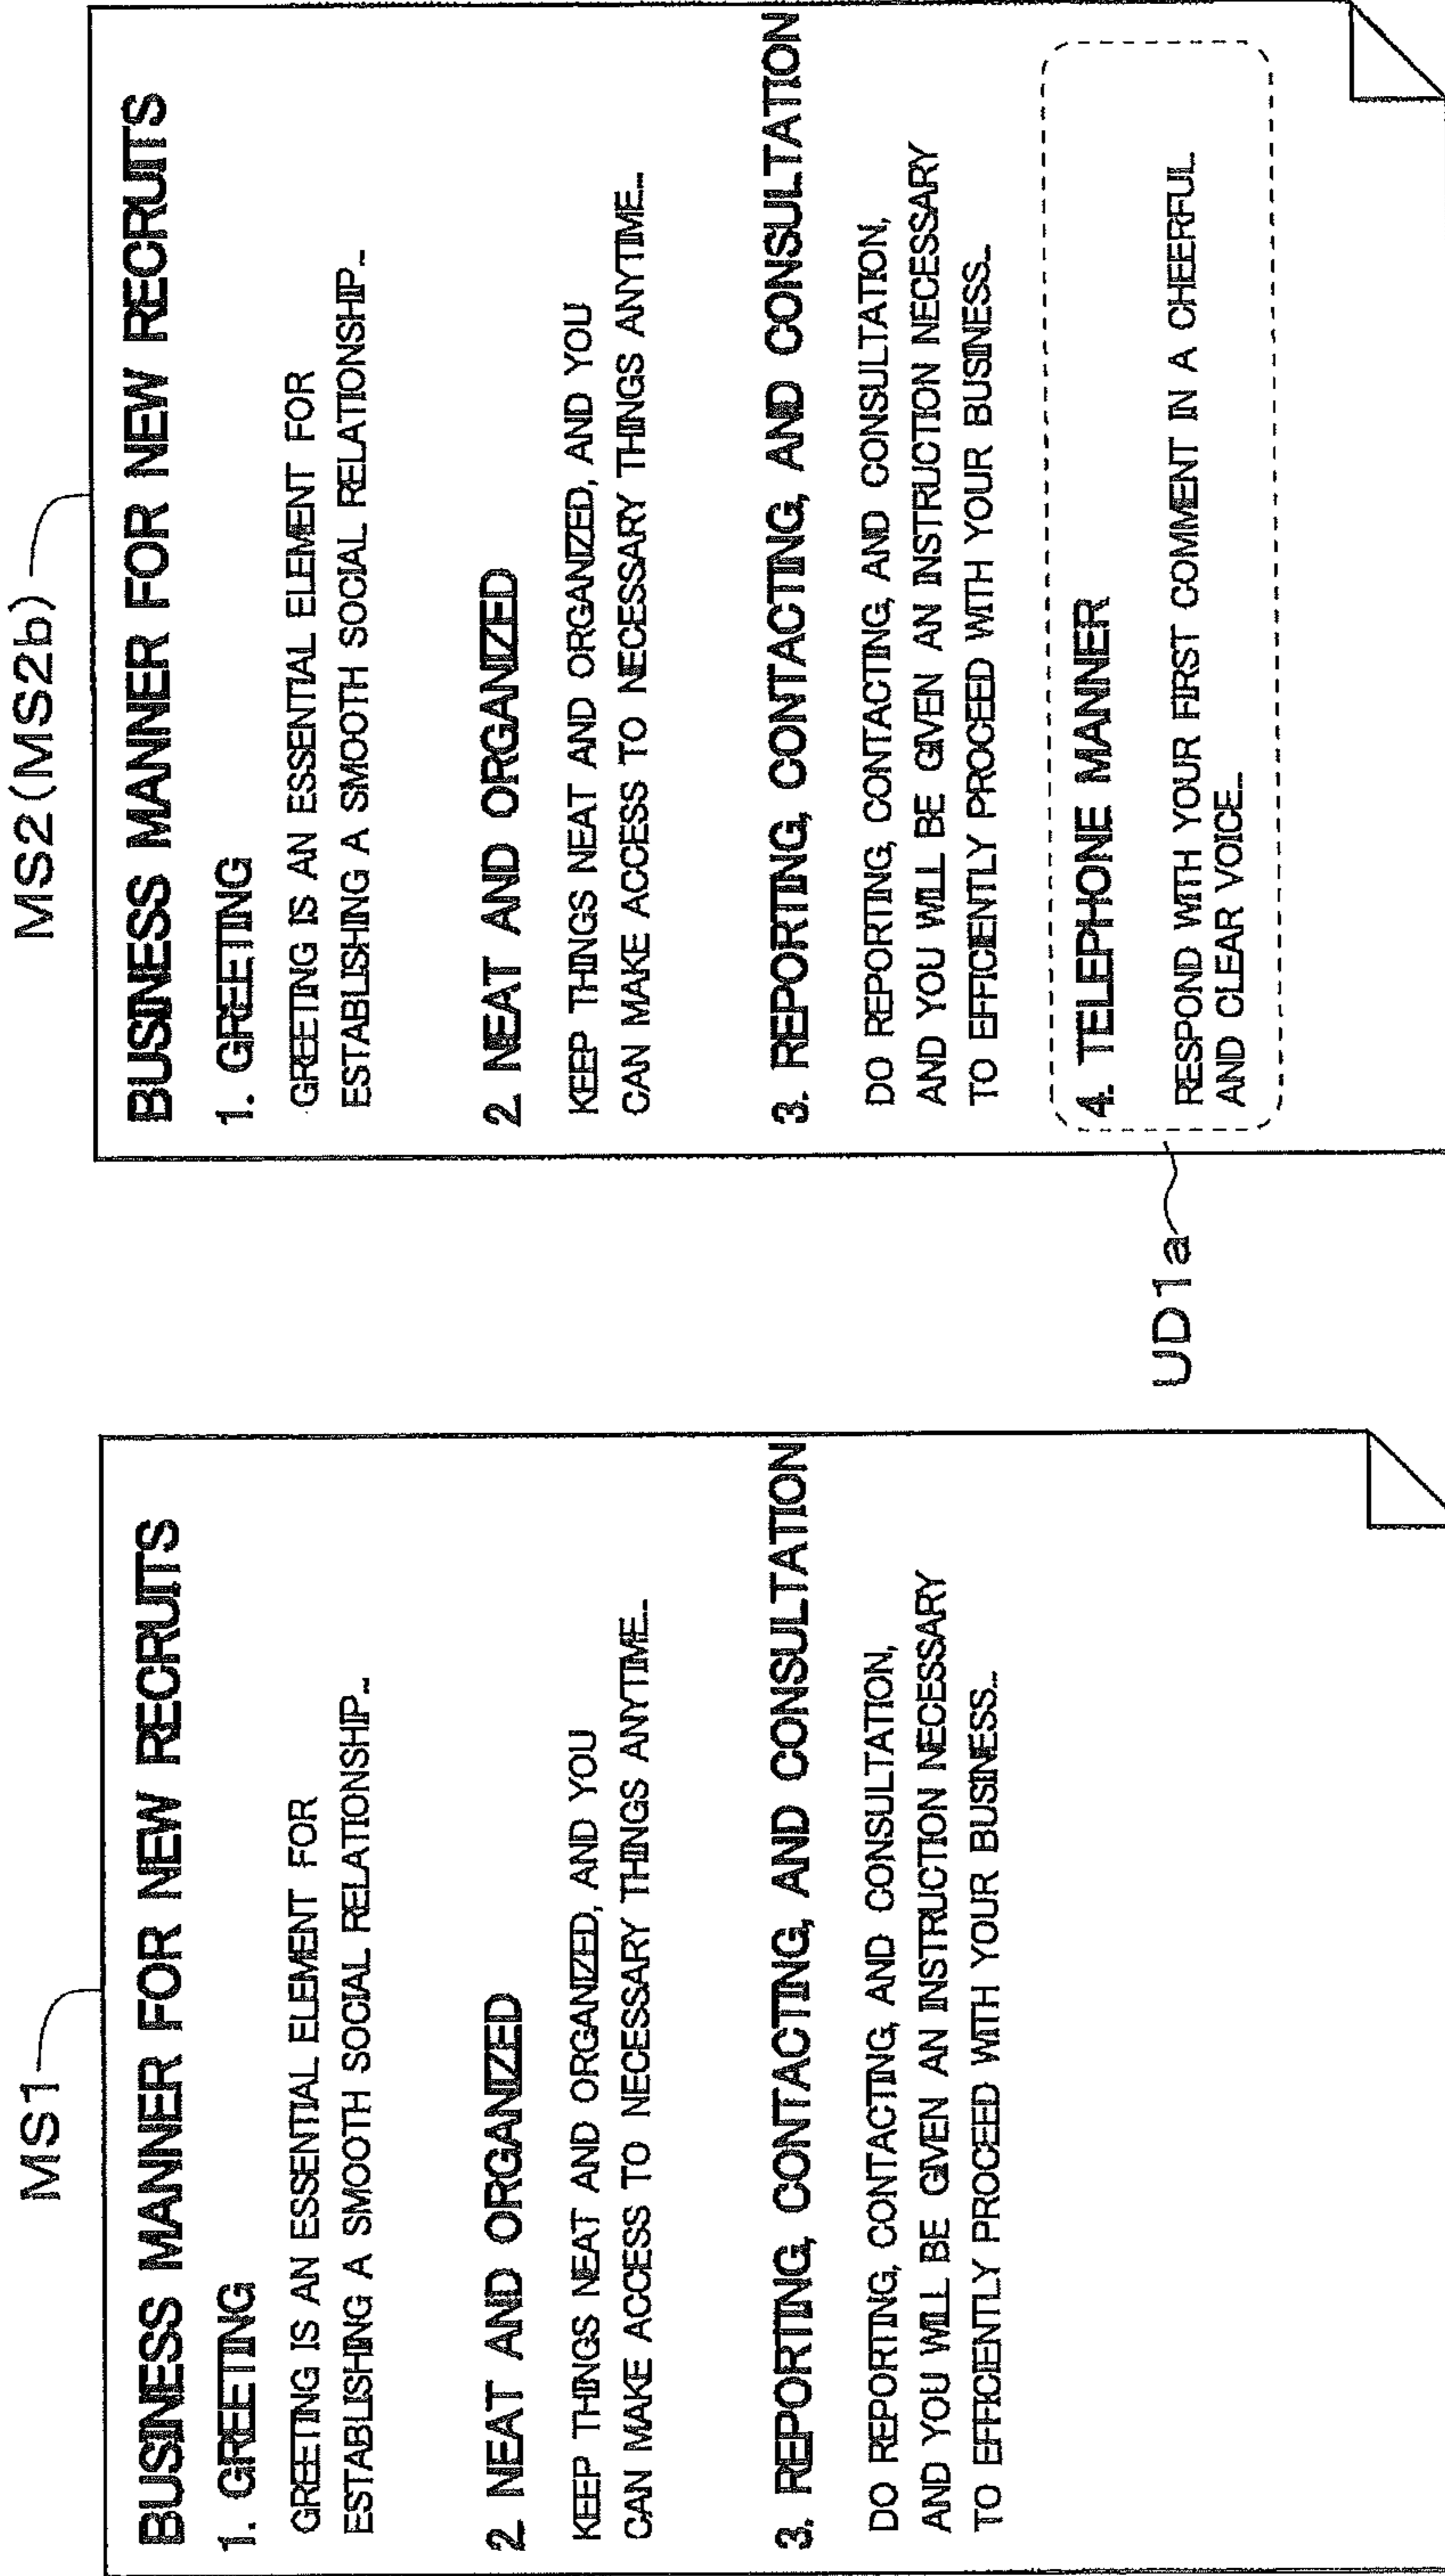 MS1
BUSINESS MANNER FOR NEW RECRUITS
1. GREETING
GREETING IS AN ESSENTIAL ELEMENT FOR
ESTABLISHING A SMOOTH SOCIAL RELATIONSHIP...
2. NEAT AND ORGANIZED
KEEP THINGS NEAT AND ORGANIZED, AND YOU
CAN MAKE ACCESS TO NECESSARY THINGS ANYTIME...
3. REPORTING, CONTACTING, AND CONSULTATION
DO REPORTING, CONTACTING, AND CONSULTATION,
AND YOU WILL BE GIVEN AN INSTRUCTION NECESSARY
TO EFFICIENTLY PROCEED WITH YOUR BUSINESS...
MS2(MS2b)
BUSINESS MANNER FOR NEW RECRUITS
1. GREETING
GREETING IS AN ESSENTIAL ELEMENT FOR
ESTABLISHING A SMOOTH SOCIAL RELATIONSHIP...
2. NEAT AND ORGANIZED
KEEP THINGS NEAT AND ORGANIZED, AND YOU
CAN MAKE ACCESS TO NECESSARY THINGS ANYTIME...
3. REPORTING, CONTACTING, AND CONSULTATION
DO REPORTING, CONTACTING, AND CONSULTATION,
AND YOU WILL BE GIVEN AN INSTRUCTION NECESSARY
TO EFFICIENTLY PROCEED WITH YOUR BUSINESS...
4. TELEPHONE MANNER
RESPOND WITH YOUR FIRST COMMENT IN A CHEERFUL
AND CLEAR VOICE...
UD1a